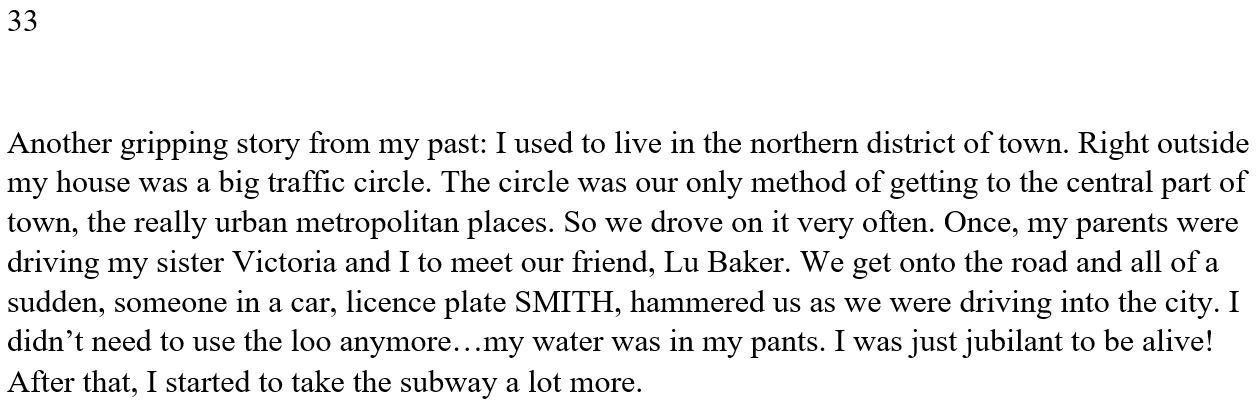 33
Another gripping story from my past: I used to live in the northern district of town. Right outside
my house was a big traffic circle. The circle was our only method of getting to the central part of
town, the really urban metropolitan places. So we drove on it very often. Once, my parents were
driving my sister Victoria and I to meet our friend, Lu Baker. We get onto the road and all of a
sudden, someone in a car, licence plate SMITH, hammered us as we were driving into the city. I
didn’t need to use the loo anymore…my water was in my pants. I was just jubilant to be alive!
After that, I started to take the subway a lot more.